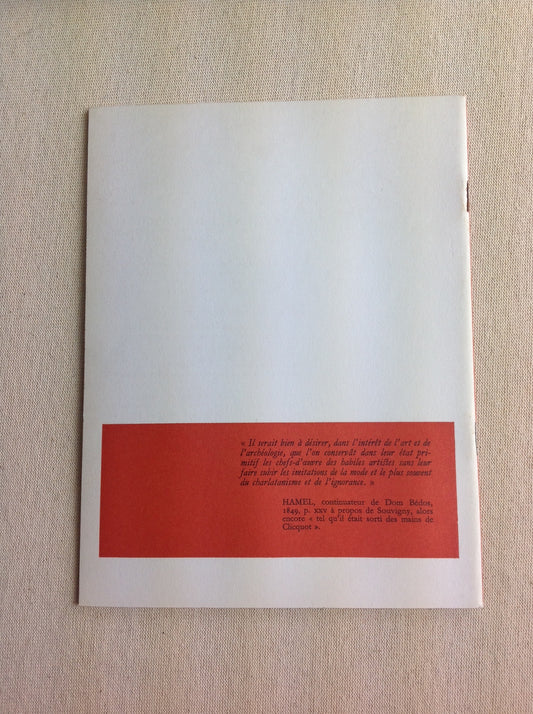 « Il serait bien à désirer, dans l'intérêt de l'art et de
l'archéologie, que l'on conservât dans leur état pri-
mitif les chefs-d'œuvre des habiles artistes sans leur
faire subir les imitations de la mode et le plus souvent
du charlatanisme et de l'ignorance. »
HAMEL, continuateur de Dom Bédos,
1849, p. XXV à propos de Souvigny, alors
encore « tel qu'il était sorti des mains de
Clicquot ».